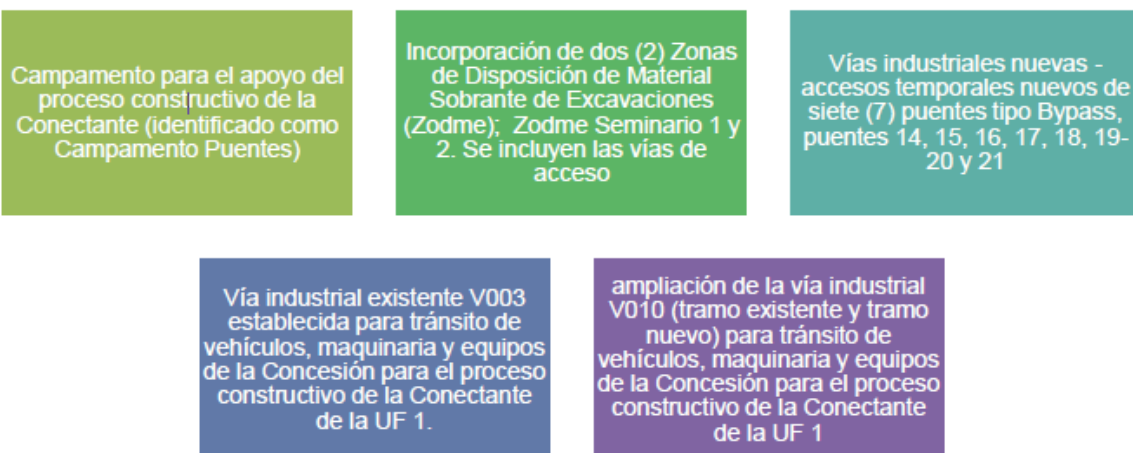 Campamento para el apoyo del
proceso constructivo de la
Conectante (identificado como
Campamento Puentes)
Incorporación de dos (2) Zonas
de Disposición de Material
Sobrante de Excavaciones
(Zodme);  Zodme Seminario 1 y
2. Se incluyen las vías de
acceso
Vías industriales nuevas -
accesos temporales nuevos de
siete (7) puentes tipo Bypass,
puentes 14, 15, 16, 17, 18, 19-
20 y 21
Vía industrial existente V003
establecida para tránsito de
vehículos, maquinaria y equipos
de la Concesión para el proceso
constructivo de la Conectante
de la UF 1.
ampliación de la vía industrial
V010 (tramo existente y tramo
nuevo) para tránsito de
vehículos, maquinaria y equipos
de la Concesión para el proceso
constructivo de la Conectante
de la UF 1